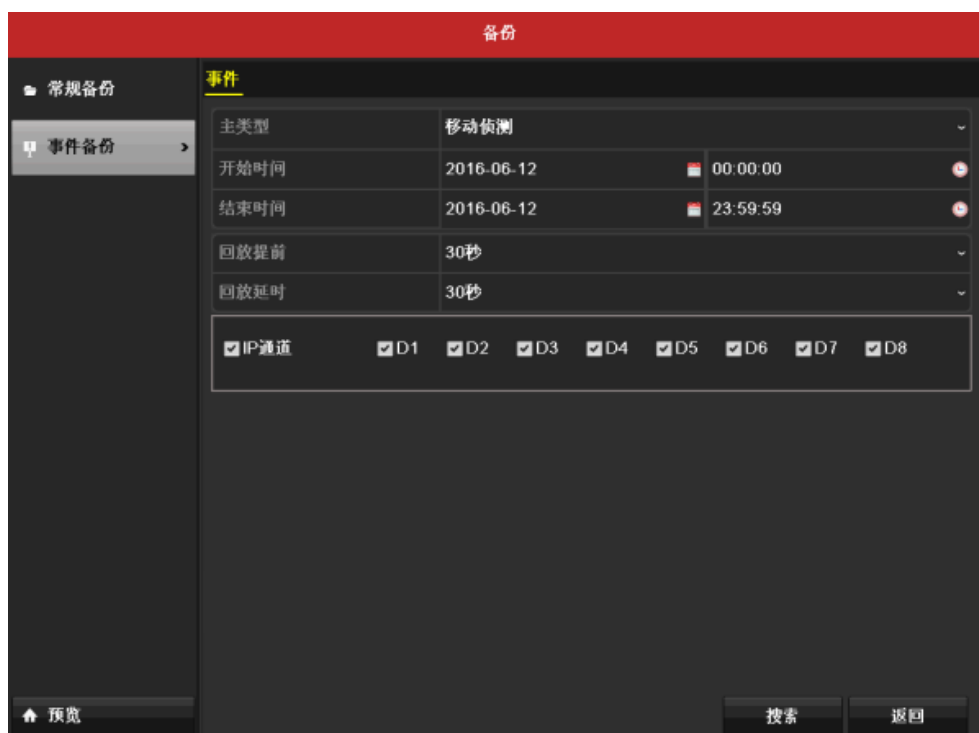 备份
常规备份
事件备份
事件
主类型 移动侦测
开始时间 2016-06-12 00:00:00
结束时间 2016-06-12 23:59:59
回放提前 30秒
回放延时 30秒
IP通道 D1 D2 D3 D4 D5 D6 D7 D8
预览
搜索 返回